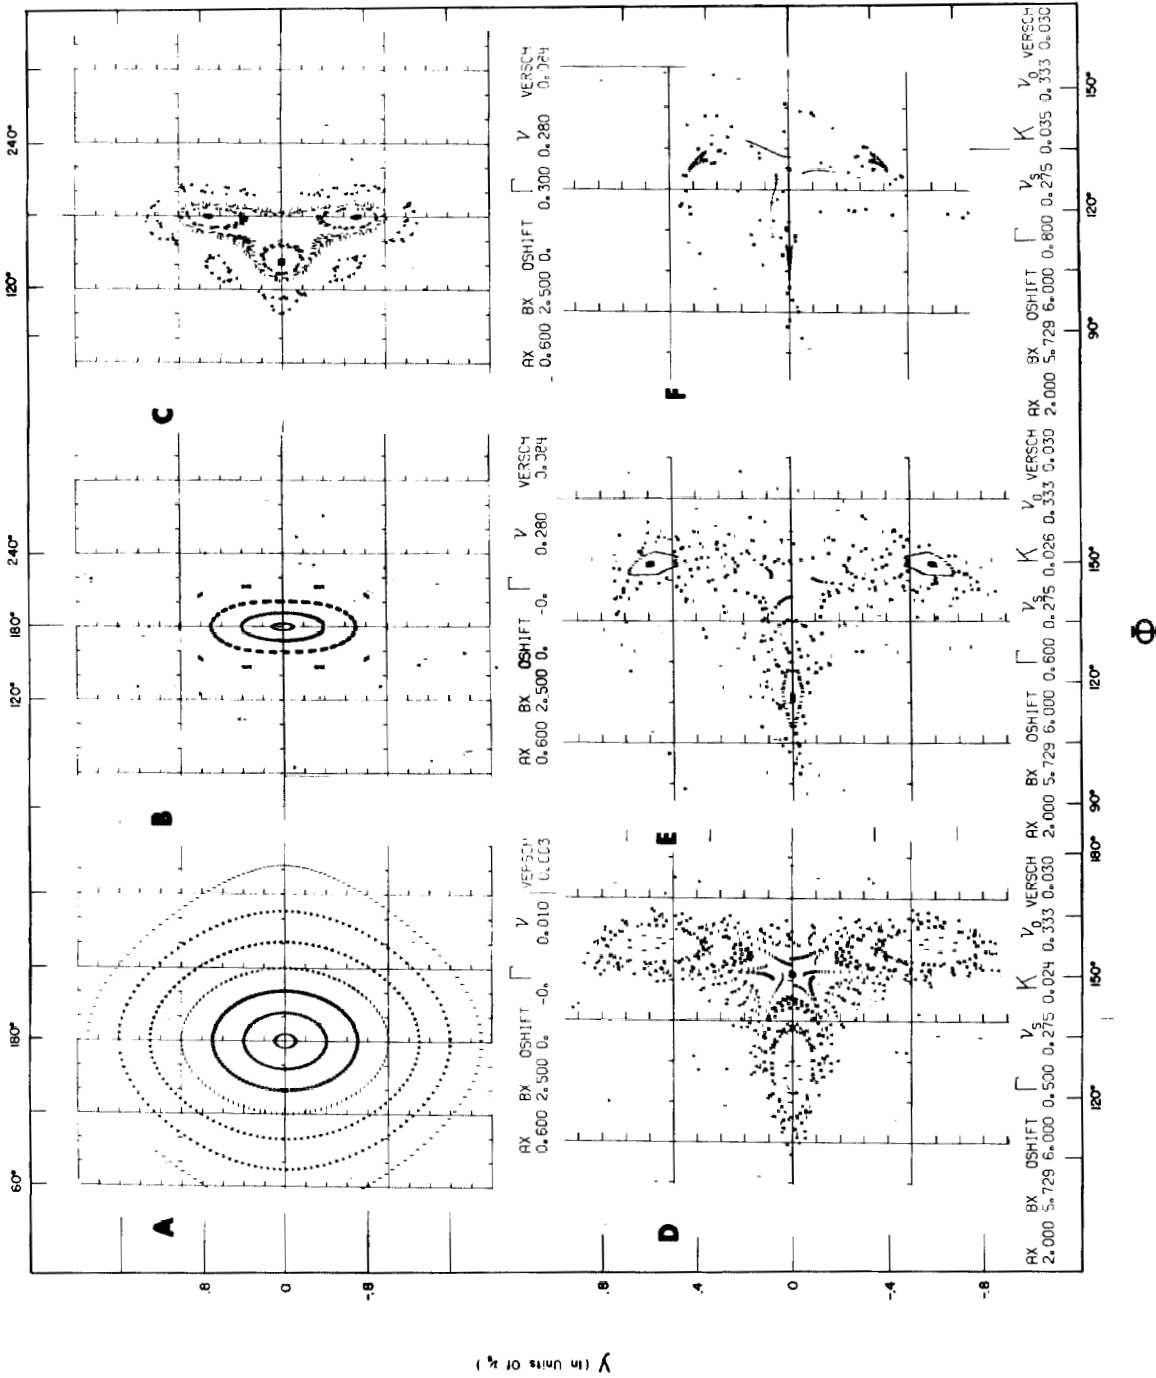 60° 180° 120° 180° 240° 120° 240°
A
B
C
.8
0
-.8
AX BX OSHIFT Γ ν VERSCH
0.600 2.500 0. -0. 0.010 0.003
AX BX OSHIFT Γ ν VERSCH
0.600 2.500 0. -0. 0.280 0.084
AX BX OSHIFT Γ ν VERSCH
0.600 2.500 0. 0.300 0.280 0.084
D
E
F
.8
.4
0
-.4
-.8
y (In Units Of νs)
AX BX OSHIFT Γ νS K ν0 VERSCH
2.000 5.729 6.000 0.500 0.275 0.024 0.333 0.030
AX BX OSHIFT Γ νS K ν0 VERSCH
2.000 5.729 6.000 0.600 0.275 0.026 0.333 0.030
AX BX OSHIFT Γ νS K ν0 VERSCH
2.000 5.729 6.000 0.800 0.275 0.035 0.333 0.030
120° 150° 180° 90° 120° 150° 90° 120° 150°
Φ